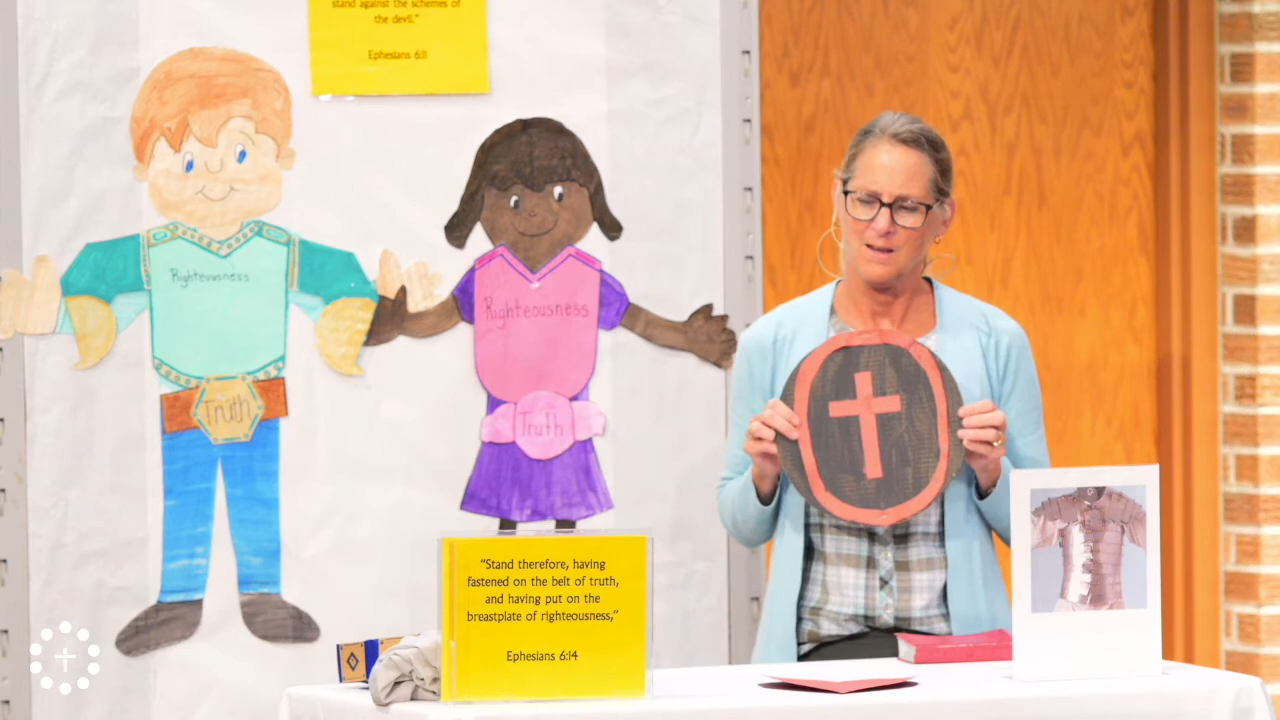 stand against the schemes of
the devil."
Ephesians 6:11
Righteousness
Truth
Righteousness
Truth
"Stand therefore, having
fastened on the belt of truth,
and having put on the
breastplate of righteousness,"
Ephesians 6:14